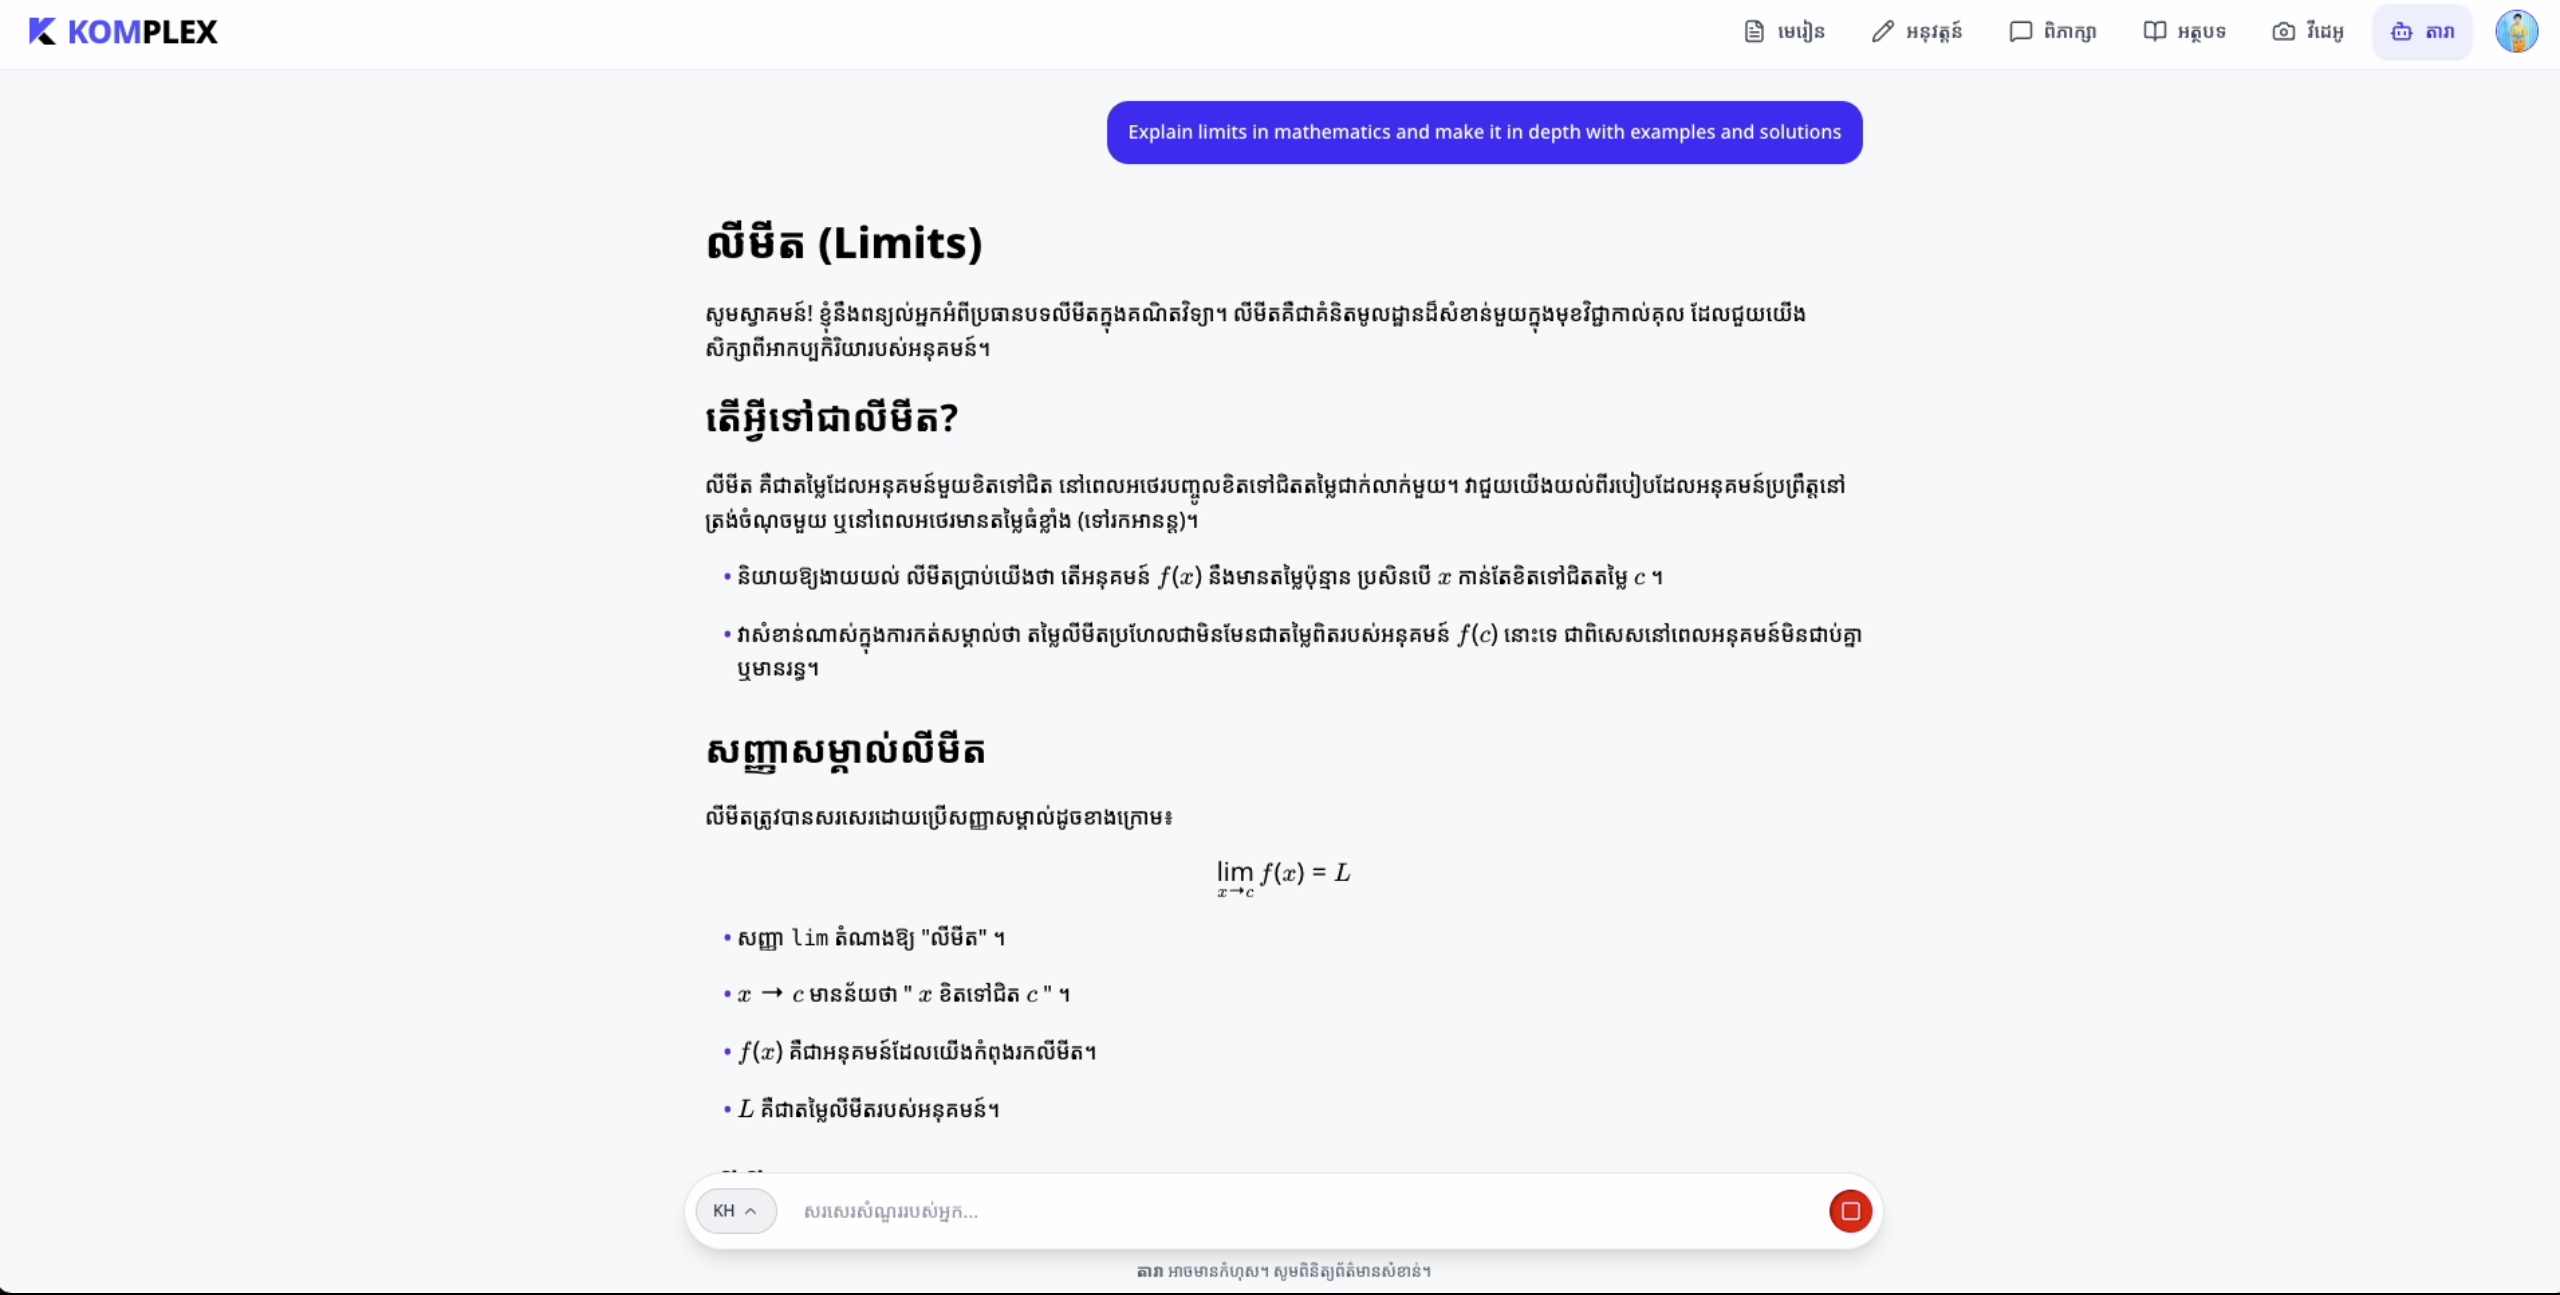 KOMPLEX
មេរៀន
អនុវត្តន៍
ពិភាក្សា
អត្ថបទ
វីដេអូ
តារា
Explain limits in mathematics and make it in depth with examples and solutions
លីមីត (Limits)
សូមស្វាគមន៍! ខ្ញុំនឹងពន្យល់អ្នកអំពីប្រធានបទលីមីតក្នុងគណិតវិទ្យា។ លីមីតគឺជាគំនិតមូលដ្ឋានដ៏សំខាន់មួយក្នុងមុខវិជ្ជាកាល់គុល ដែលជួយយើង
សិក្សាពីអាកប្បកិរិយារបស់អនុគមន៍។
តើអ្វីទៅជាលីមីត?
លីមីត គឺជាតម្លៃដែលអនុគមន៍មួយខិតទៅជិត នៅពេលអថេរបញ្ចូលខិតទៅជិតតម្លៃជាក់លាក់មួយ។ វាជួយយើងយល់ពីរបៀបដែលអនុគមន៍ប្រព្រឹត្តនៅ
ត្រង់ចំណុចមួយ ឬនៅពេលអថេរមានតម្លៃធំខ្លាំង (ទៅរកអានន្ត)។
• និយាយឱ្យងាយយល់ លីមីតប្រាប់យើងថា តើអនុគមន៍ f(x) នឹងមានតម្លៃប៉ុន្មាន ប្រសិនបើ x កាន់តែខិតទៅជិតតម្លៃ c ។
• វាសំខាន់ណាស់ក្នុងការកត់សម្គាល់ថា តម្លៃលីមីតប្រហែលជាមិនមែនជាតម្លៃពិតរបស់អនុគមន៍ f(c) នោះទេ ជាពិសេសនៅពេលអនុគមន៍មិនជាប់គ្នា
ឬមានរន្ធ។
សញ្ញាសម្គាល់លីមីត
លីមីតត្រូវបានសរសេរដោយប្រើសញ្ញាសម្គាល់ដូចខាងក្រោម៖
lim f(x) = L
x→c
• សញ្ញា lim តំណាងឱ្យ "លីមីត" ។
• x → c មានន័យថា " x ខិតទៅជិត c " ។
• f(x) គឺជាអនុគមន៍ដែលយើងកំពុងរកលីមីត។
• L គឺជាតម្លៃលីមីតរបស់អនុគមន៍។
KH
សរសេរសំណួររបស់អ្នក...
តារា អាចមានកំហុស។ សូមពិនិត្យព័ត៌មានសំខាន់។